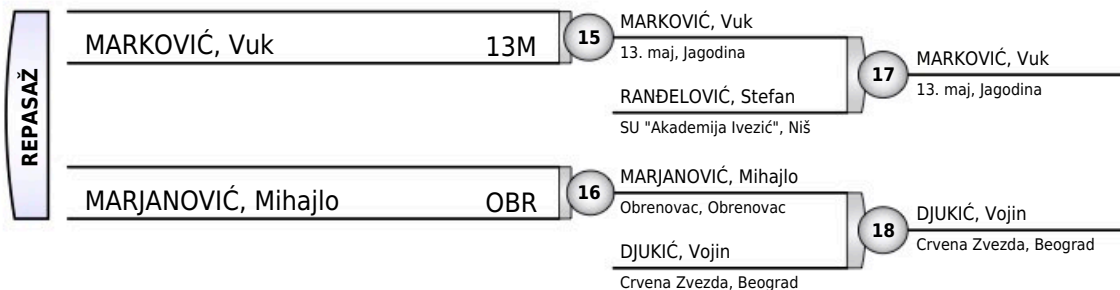 REPASAŽ
MARKOVIĆ, Vuk 13M
15
MARKOVIĆ, Vuk
13. maj, Jagodina
RANĐELOVIĆ, Stefan
SU "Akademija Ivezić", Niš
17
MARKOVIĆ, Vuk
13. maj, Jagodina
MARJANOVIĆ, Mihajlo OBR
16
MARJANOVIĆ, Mihajlo
Obrenovac, Obrenovac
DJUKIĆ, Vojin
Crvena Zvezda, Beograd
18
DJUKIĆ, Vojin
Crvena Zvezda, Beograd